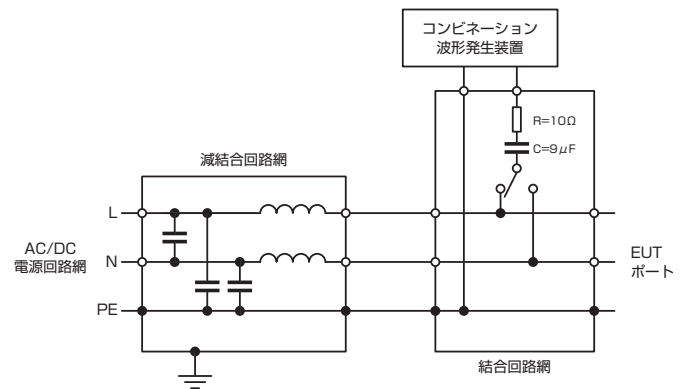 コンビネーション
波形発生装置
R=10Ω
C=9μF
減結合回路網
L
AC/DC
電源回路網
N
PE
EUT
ポート
結合回路網